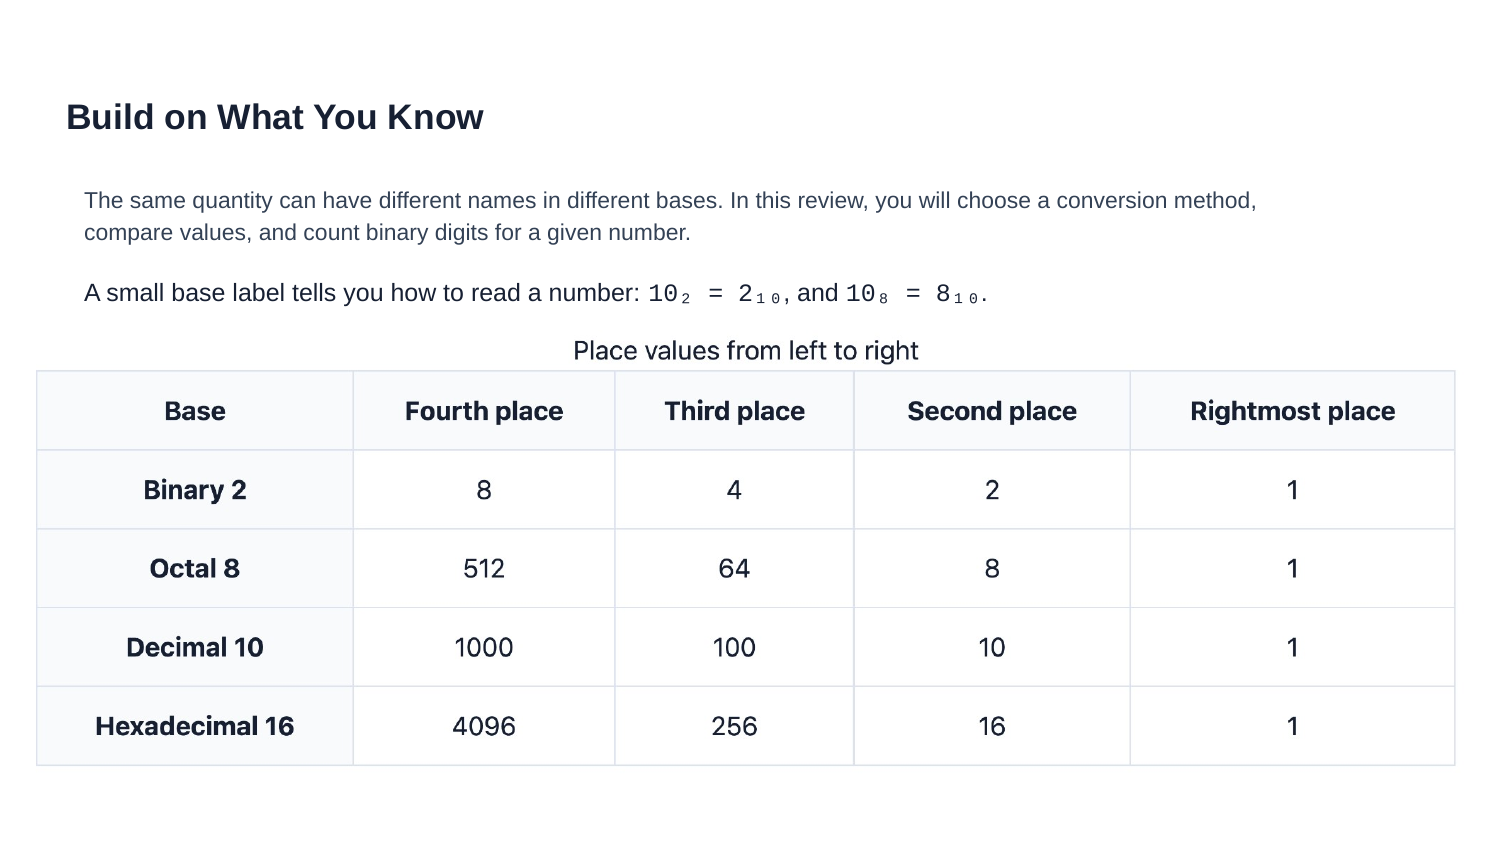 Build on What You Know
The same quantity can have different names in different bases. In this review, you will choose a conversion method,
compare values, and count binary digits for a given number.
A small base label tells you how to read a number: 10₂ = 2₁₀, and 10₈ = 8₁₀.
Place values from left to right
Base Fourth place Third place Second place Rightmost place
Binary 2 8 4 2 1
Octal 8 512 64 8 1
Decimal 10 1000 100 10 1
Hexadecimal 16 4096 256 16 1